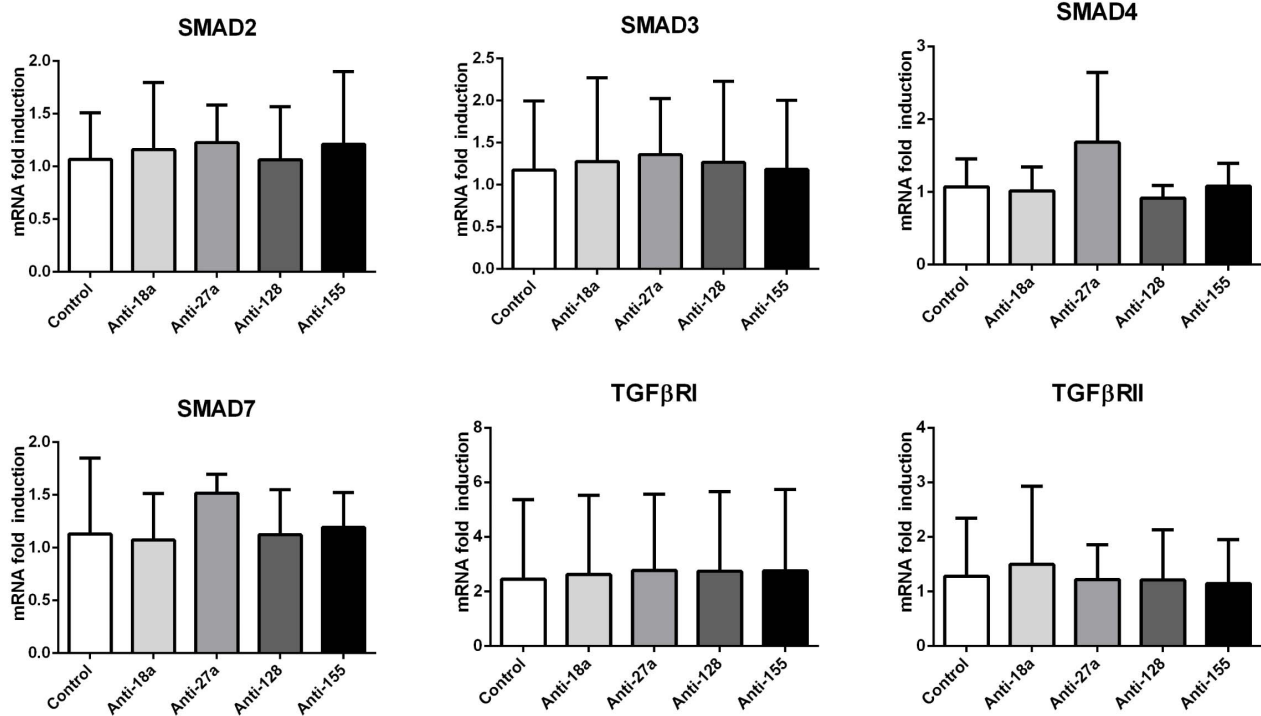 SMAD2
mRNA fold induction
2.0
1.5
1.0
0.5
0.0
Control
Anti-18a
Anti-27a
Anti-128
Anti-155
SMAD3
mRNA fold induction
2.5
2.0
1.5
1.0
0.5
0.0
Control
Anti-18a
Anti-27a
Anti-128
Anti-155
SMAD4
mRNA fold induction
3
2
1
0
Control
Anti-18a
Anti-27a
Anti-128
Anti-155
SMAD7
mRNA fold induction
2.0
1.5
1.0
0.5
0.0
Control
Anti-18a
Anti-27a
Anti-128
Anti-155
TGFβRI
mRNA fold induction
8
6
4
2
0
Control
Anti-18a
Anti-27a
Anti-128
Anti-155
TGFβRII
mRNA fold induction
4
3
2
1
0
Control
Anti-18a
Anti-27a
Anti-128
Anti-155